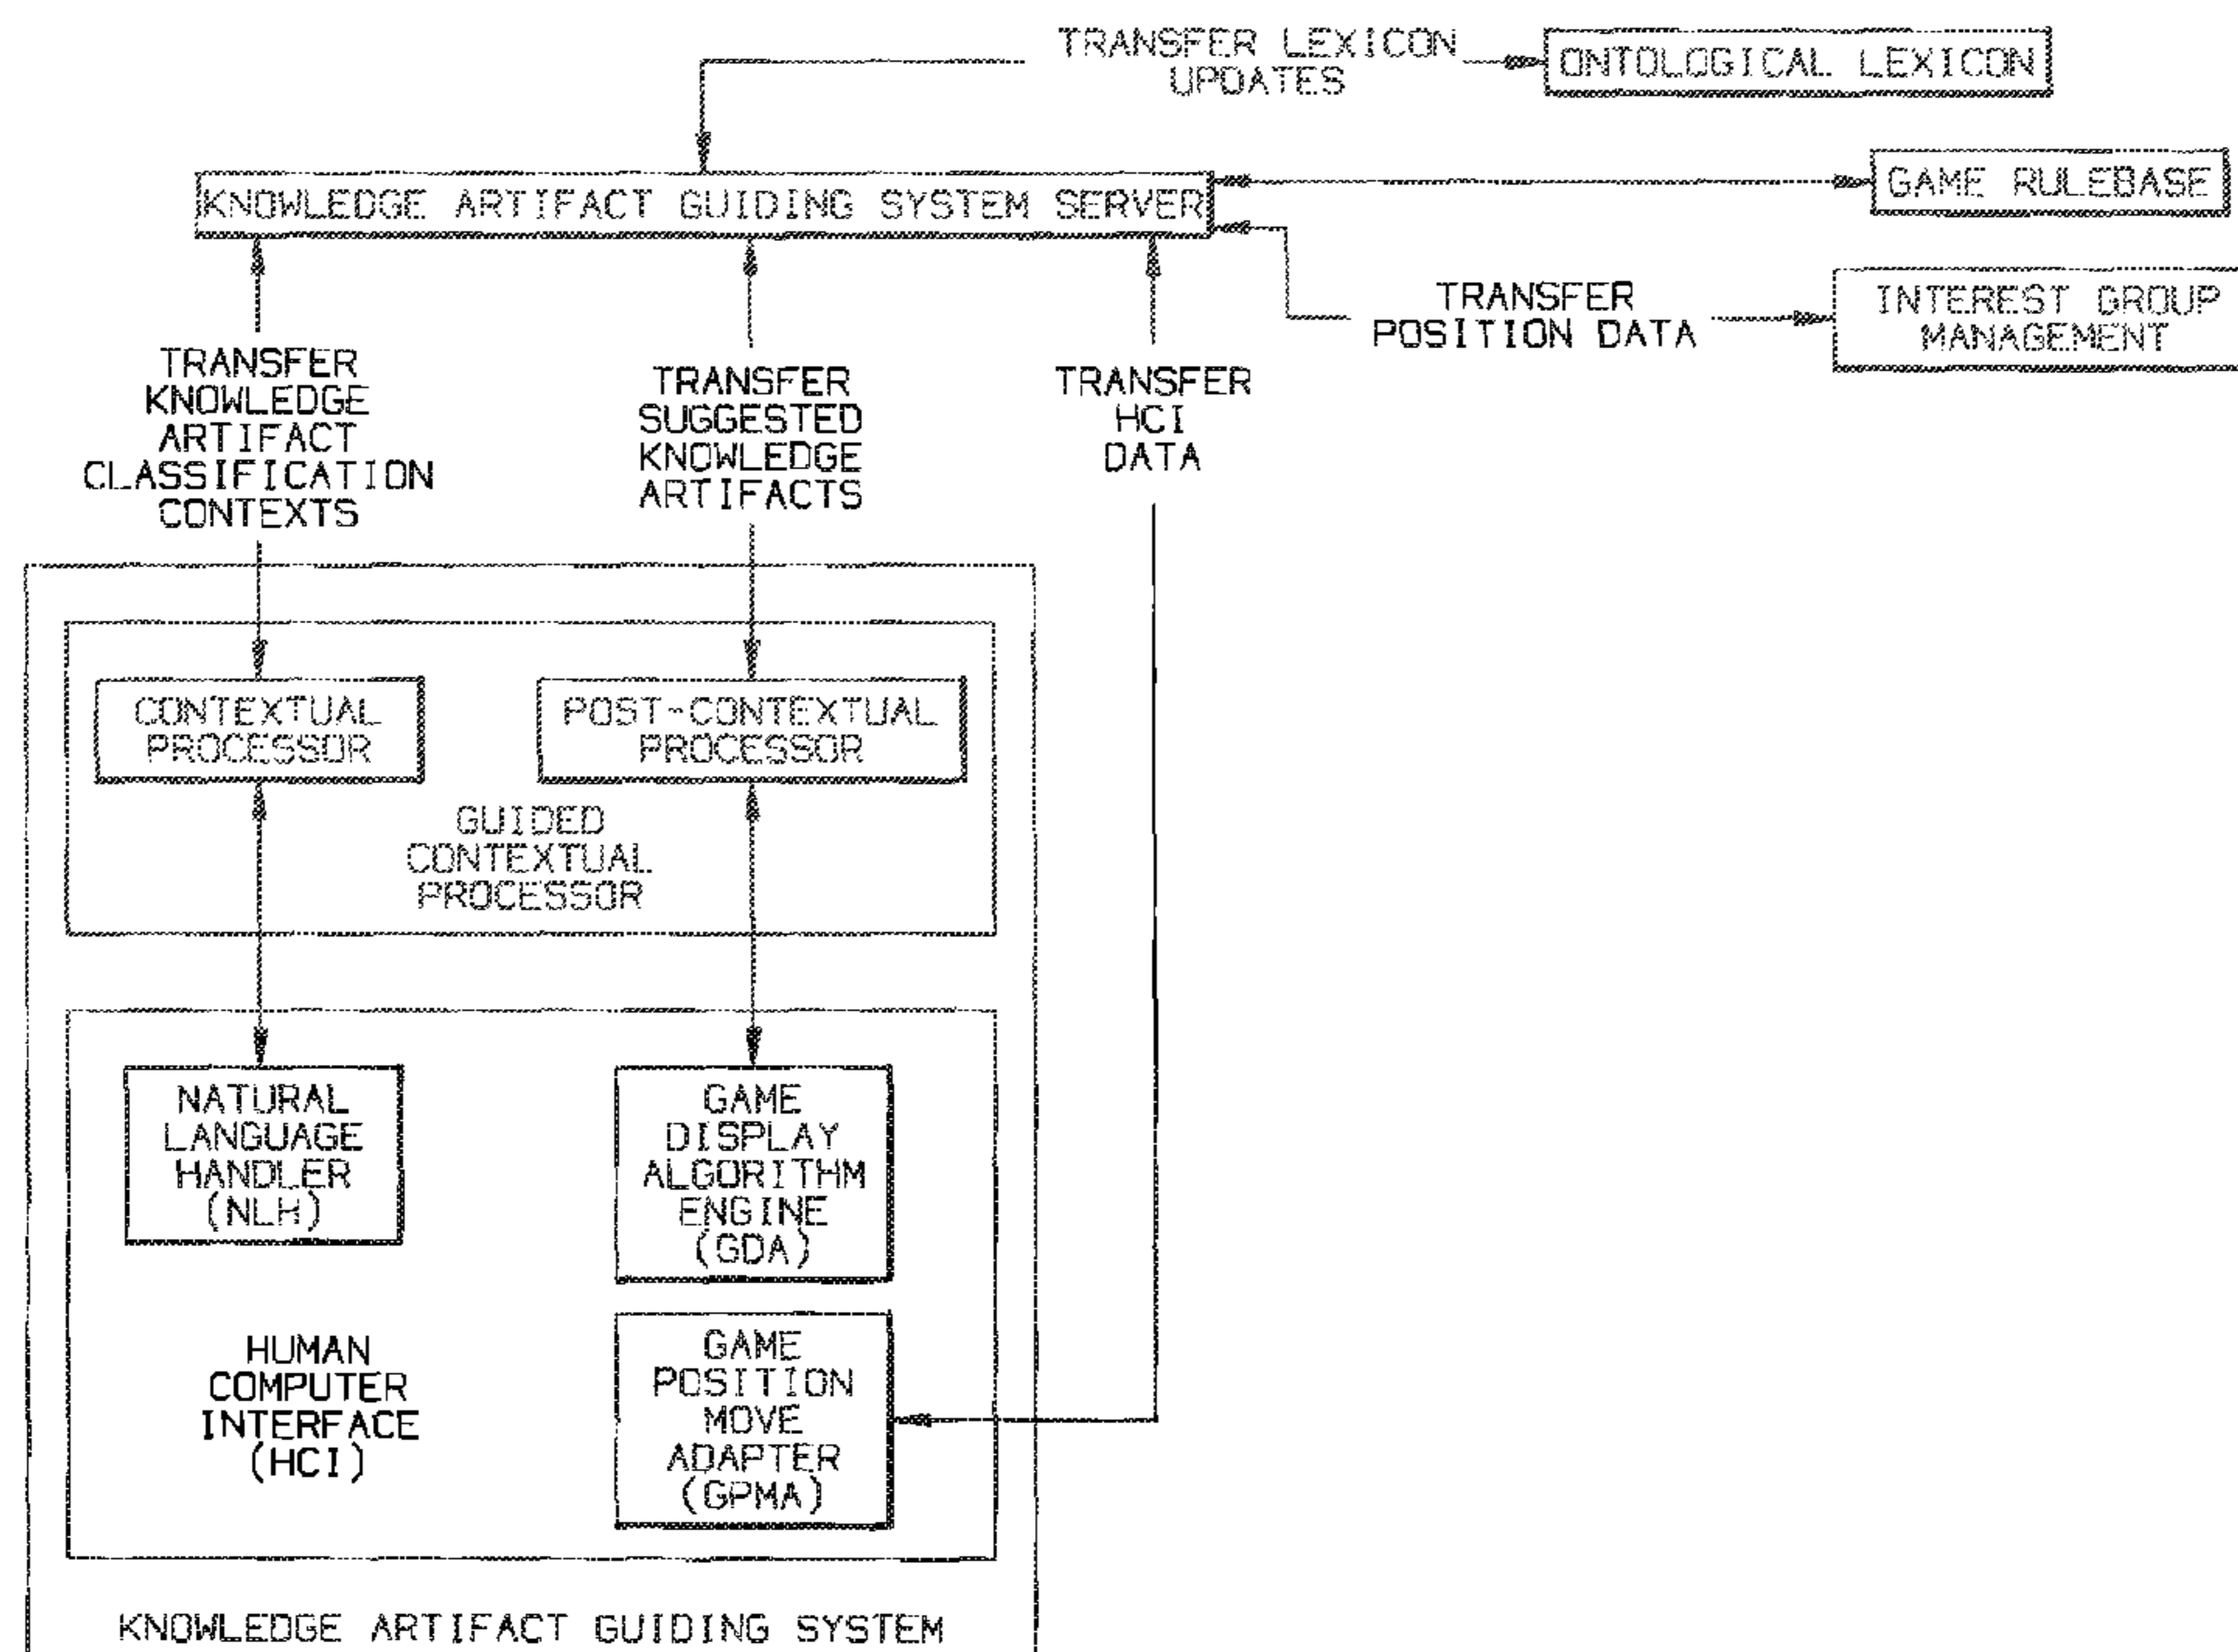 TRANSFER LEXICON
UPDATES
ONTOLOGICAL LEXICON
KNOWLEDGE ARTIFACT GUIDING SYSTEM SERVER
GAME RULEBASE
TRANSFER
POSITION DATA
INTEREST GROUP
MANAGEMENT
TRANSFER
KNOWLEDGE
ARTIFACT
CLASSIFICATION
CONTEXTS
TRANSFER
SUGGESTED
KNOWLEDGE
ARTIFACTS
TRANSFER
HCI
DATA
CONTEXTUAL
PROCESSOR
POST-CONTEXTUAL
PROCESSOR
GUIDED
CONTEXTUAL
PROCESSOR
NATURAL
LANGUAGE
HANDLER
(NLH)
GAME
DISPLAY
ALGORITHM
ENGINE
(GDA)
HUMAN
COMPUTER
INTERFACE
(HCI)
GAME
POSITION
MOVE
ADAPTER
(GPMA)
KNOWLEDGE ARTIFACT GUIDING SYSTEM